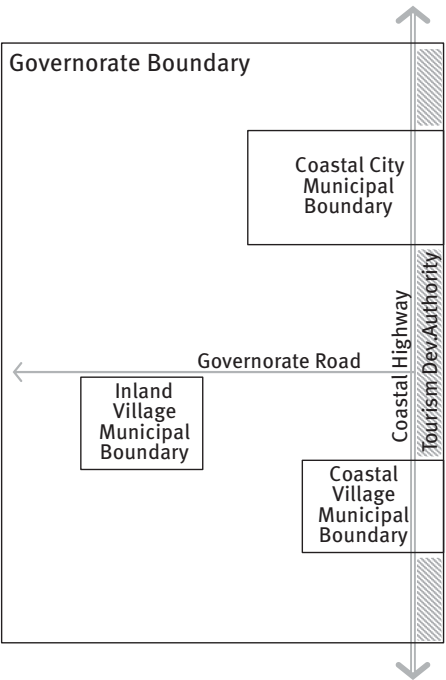 Governorate Boundary
Coastal City
Municipal
Boundary
Coastal Highway
Tourism Dev.Authority
Governorate Road
Inland
Village
Municipal
Boundary
Coastal
Village
Municipal
Boundary